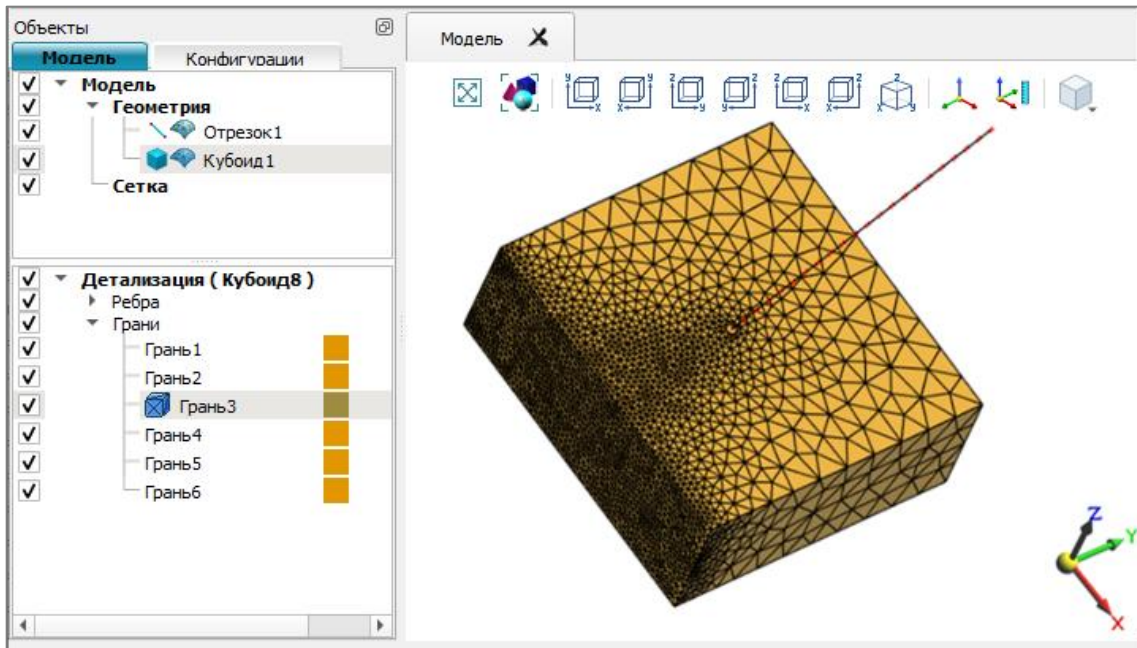 Объекты
Модель
Конфигурации
Модель
Геометрия
Отрезок1
Кубоид1
Сетка
Детализация ( Кубоид8 )
Ребра
Грани
Грань1
Грань2
Грань3
Грань4
Грань5
Грань6
Модель
y x
y x
z y
z y
z x
z x
z
Z
Y
X